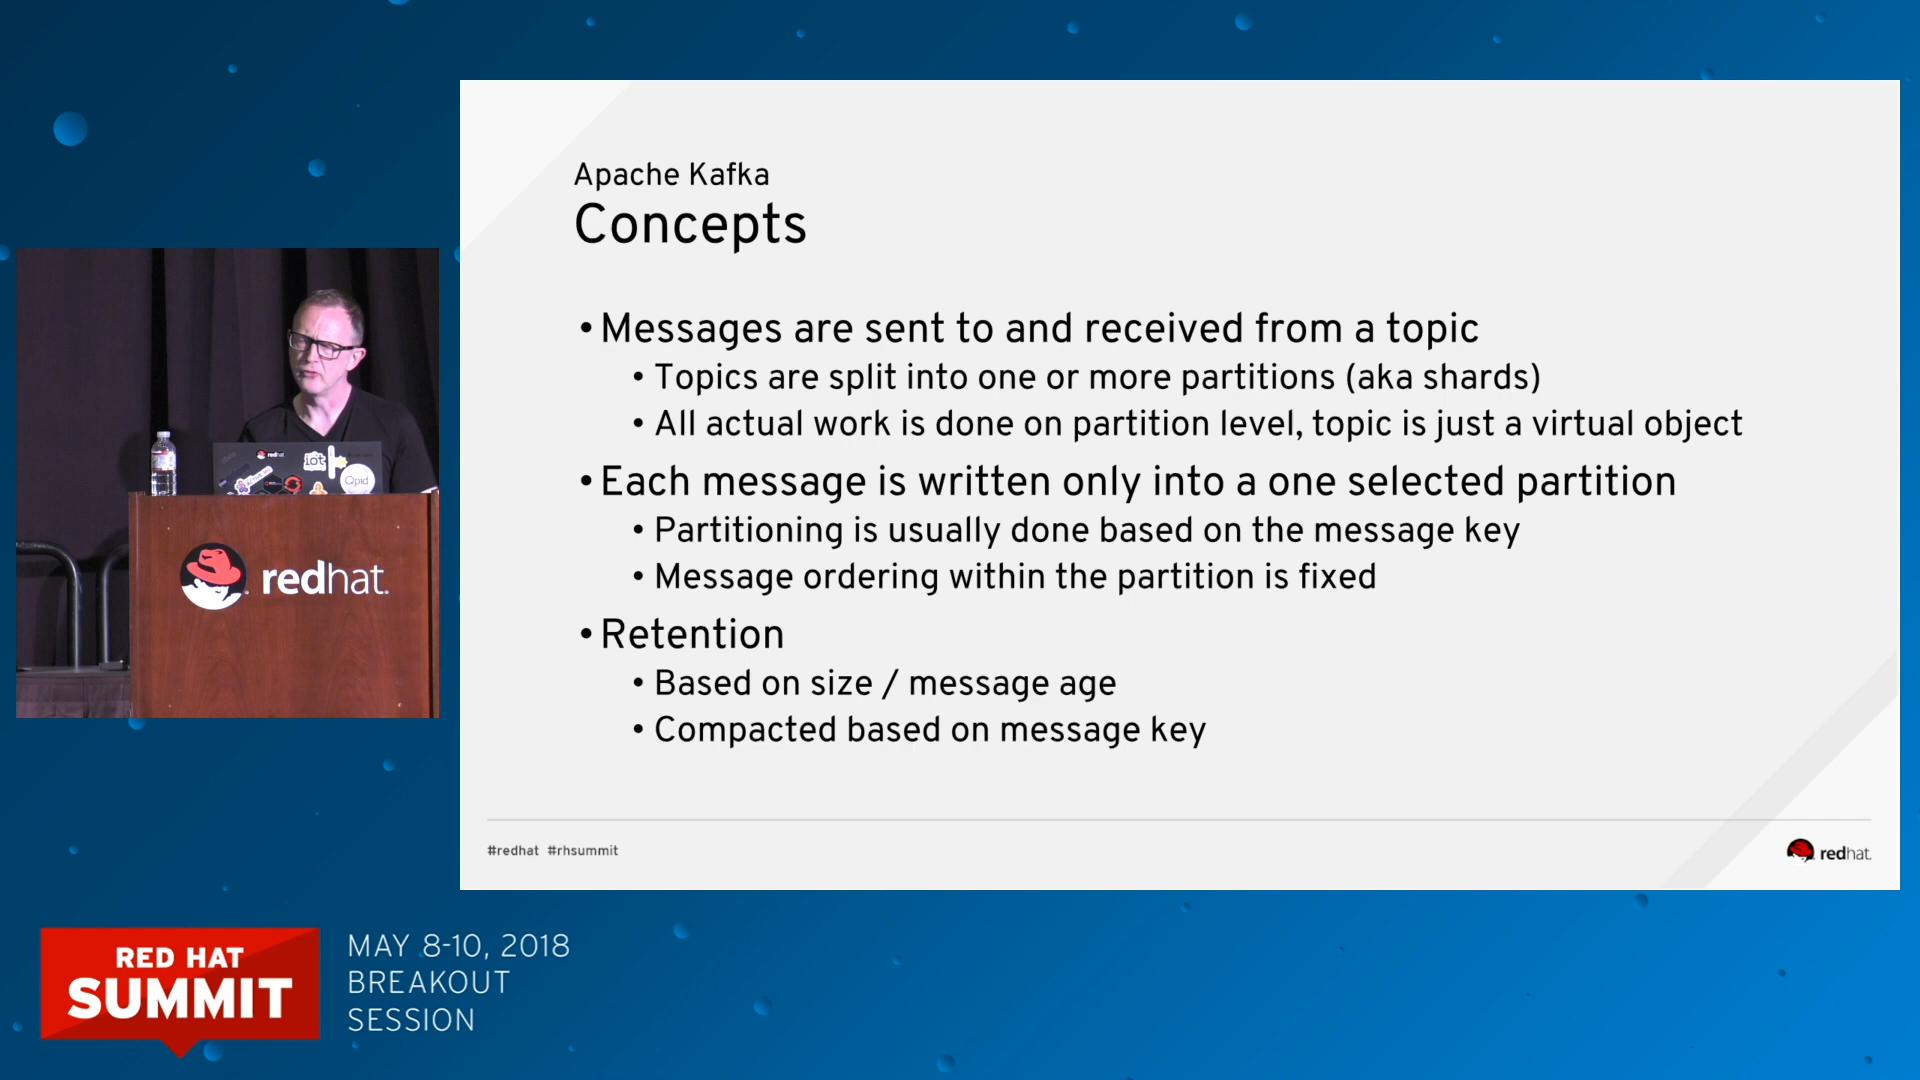 Apache Kafka
Concepts
• Messages are sent to and received from a topic
• Topics are split into one or more partitions (aka shards)
• All actual work is done on partition level, topic is just a virtual object
• Each message is written only into a one selected partition
• Partitioning is usually done based on the message key
• Message ordering within the partition is fixed
• Retention
• Based on size / message age
• Compacted based on message key
#redhat #rhsummit
redhat.
redhat
iot
Qpid
redhat.
RED HAT
SUMMIT
MAY 8-10, 2018
BREAKOUT
SESSION